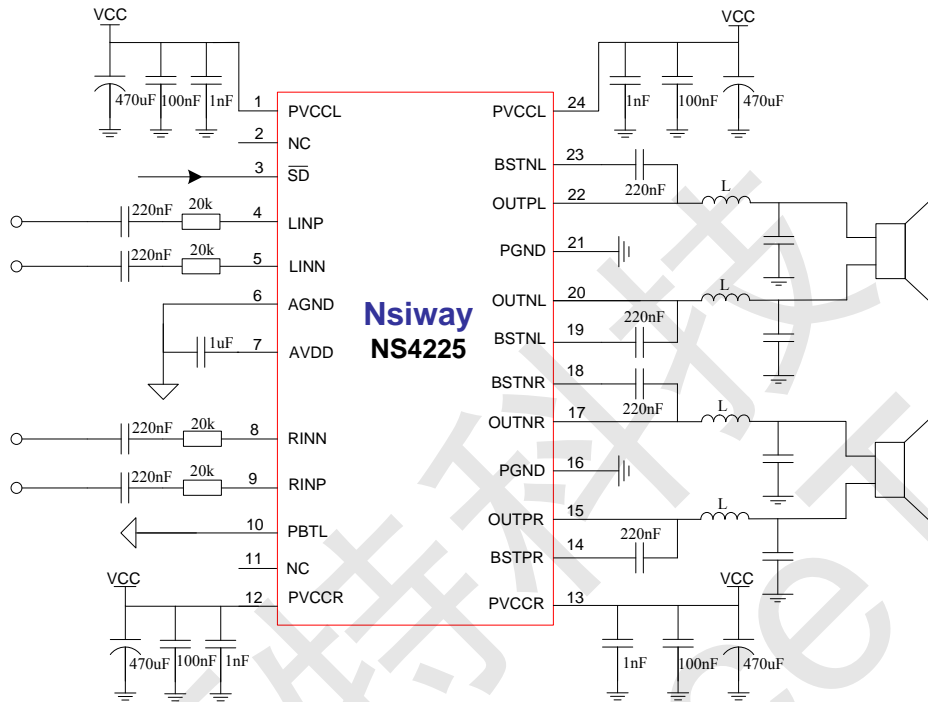 VCC
470uF 100nF 1nF
VCC
1nF 100nF 470uF
1 PVCCL
2 NC
3 SD
220nF 20k 4 LINP
220nF 20k 5 LINN
6 AGND
1uF 7 AVDD
220nF 20k 8 RINN
220nF 20k 9 RINP
10 PBTL
11 NC
12 PVCCR
VCC
470uF 100nF 1nF
Nsiway
NS4225
PVCCL 24
BSTNL 23
220nF
OUTPL 22 L
PGND 21
OUTNL 20 L
220nF
BSTNL 19
BSTNR 18
220nF
OUTNR 17 L
PGND 16
OUTPR 15 L
220nF
BSTPR 14
PVCCR 13
VCC
1nF 100nF 470uF
特科技
ce T